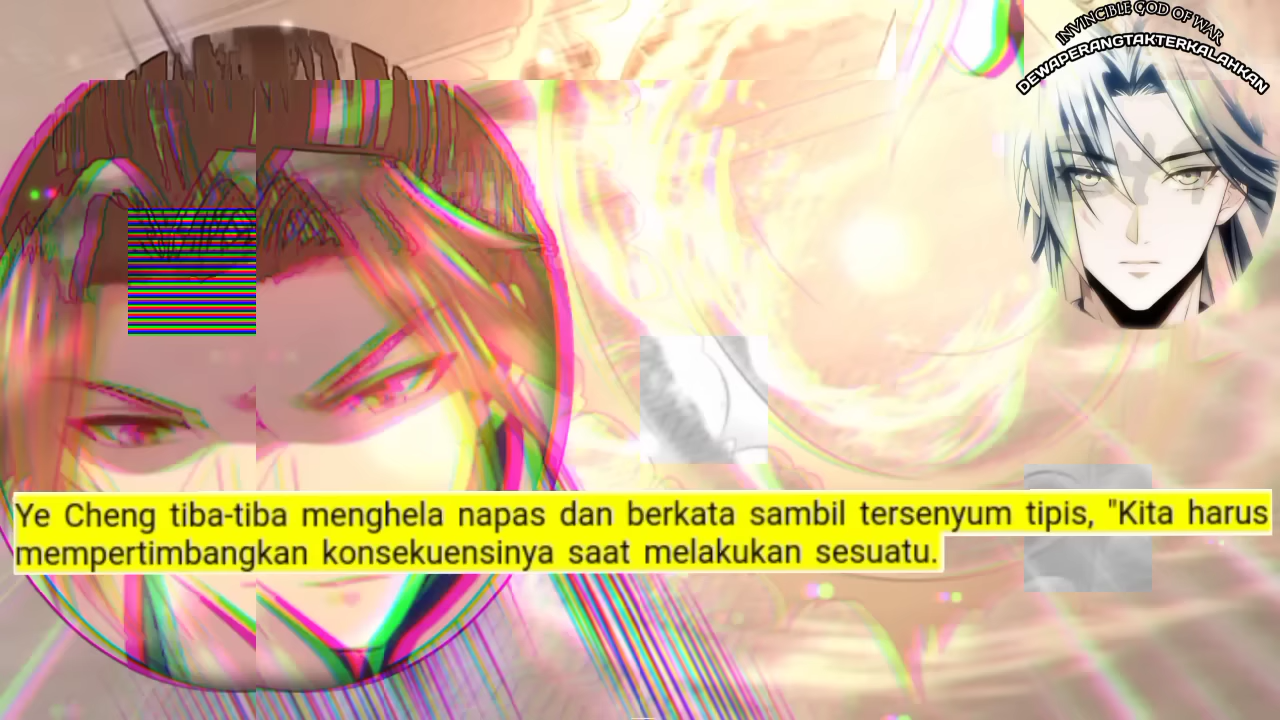 INVINCIBLE GOD OF WAR
DEWAPERANGTAKTERKALAHKAN
Ye Cheng tiba-tiba menghela napas dan berkata sambil tersenyum tipis, "Kita harus
mempertimbangkan konsekuensinya saat melakukan sesuatu.